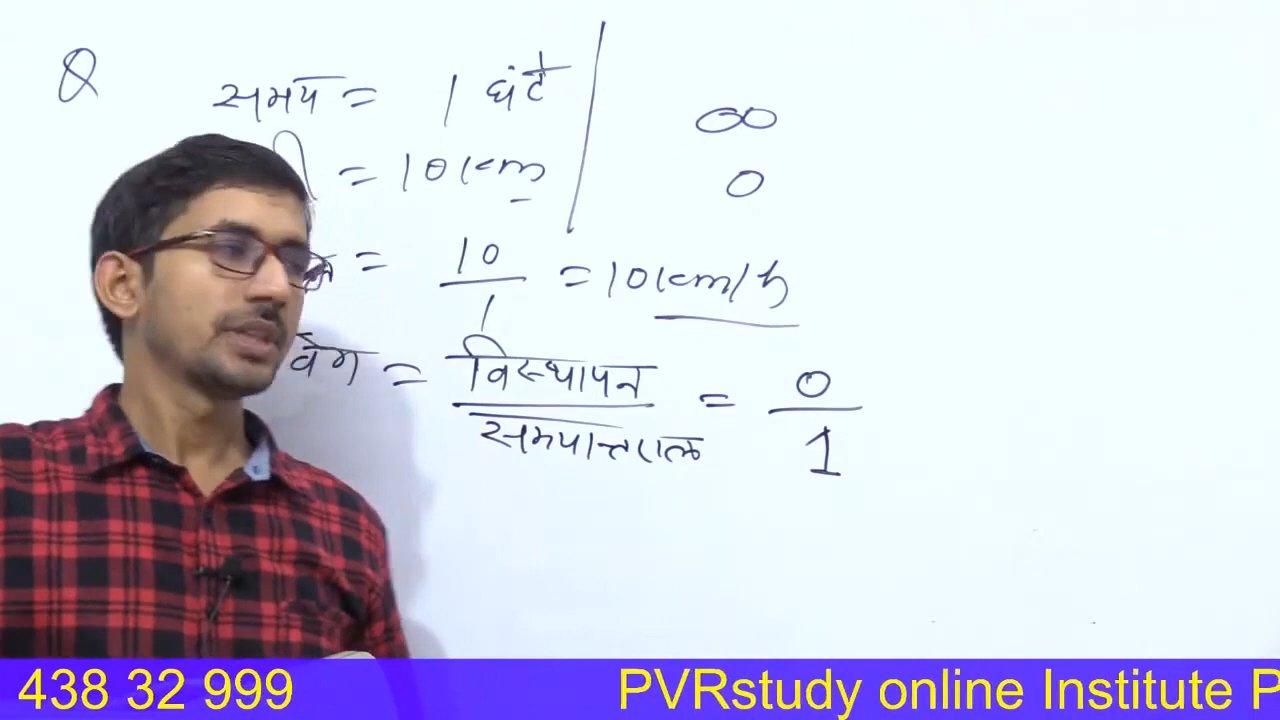 Q
समय = 1 घंटे
= 10 km
= 10/1 = 10 km/h
वेग = विस्थापन/समयान्तराल = 0/1
∞
0
438 32 999
PVRstudy online Institute P